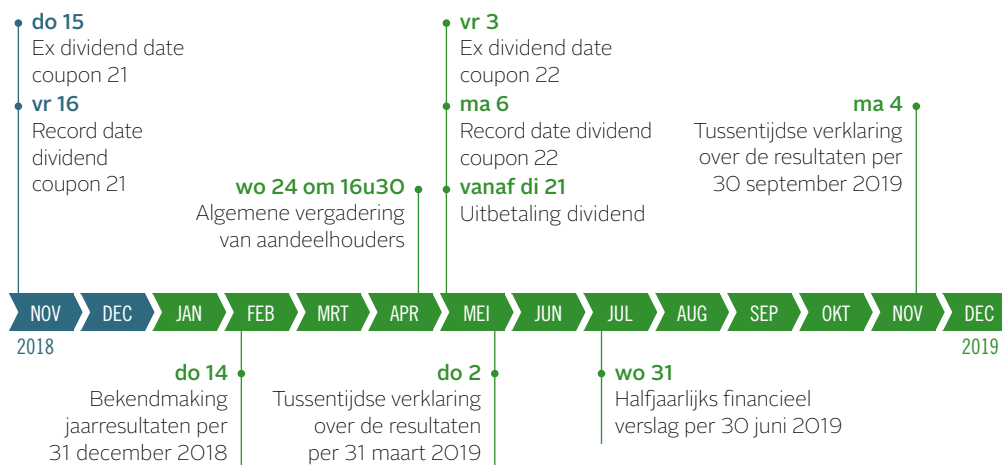 do 15
Ex dividend date
coupon 21
vr 16
Record date
dividend
coupon 21
wo 24 om 16u30
Algemene vergadering
van aandeelhouders
vr 3
Ex dividend date
coupon 22
ma 6
Record date dividend
coupon 22
vanaf di 21
Uitbetaling dividend
ma 4
Tussentijdse verklaring
over de resultaten per
30 september 2019
NOV DEC JAN FEB MRT APR MEI JUN JUL AUG SEP OKT NOV DEC
2018 2019
do 14
Bekendmaking
jaarresultaten per
31 december 2018
do 2
Tussentijdse verklaring
over de resultaten
per 31 maart 2019
wo 31
Halfjaarlijks financieel
verslag per 30 juni 2019